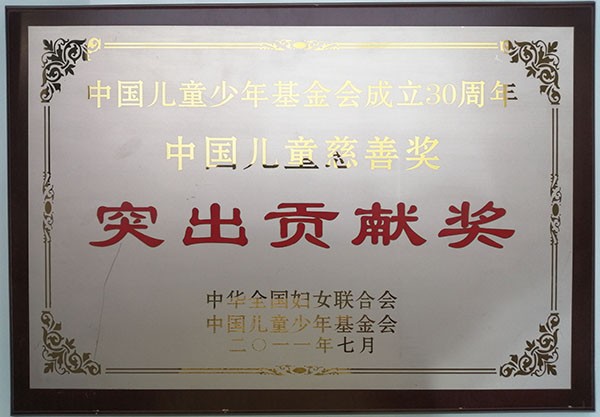 中国儿童少年基金会成立30周年
中国儿童慈善奖
突出贡献奖
中华全国妇女联合会
中国儿童少年基金会
二〇一一年七月